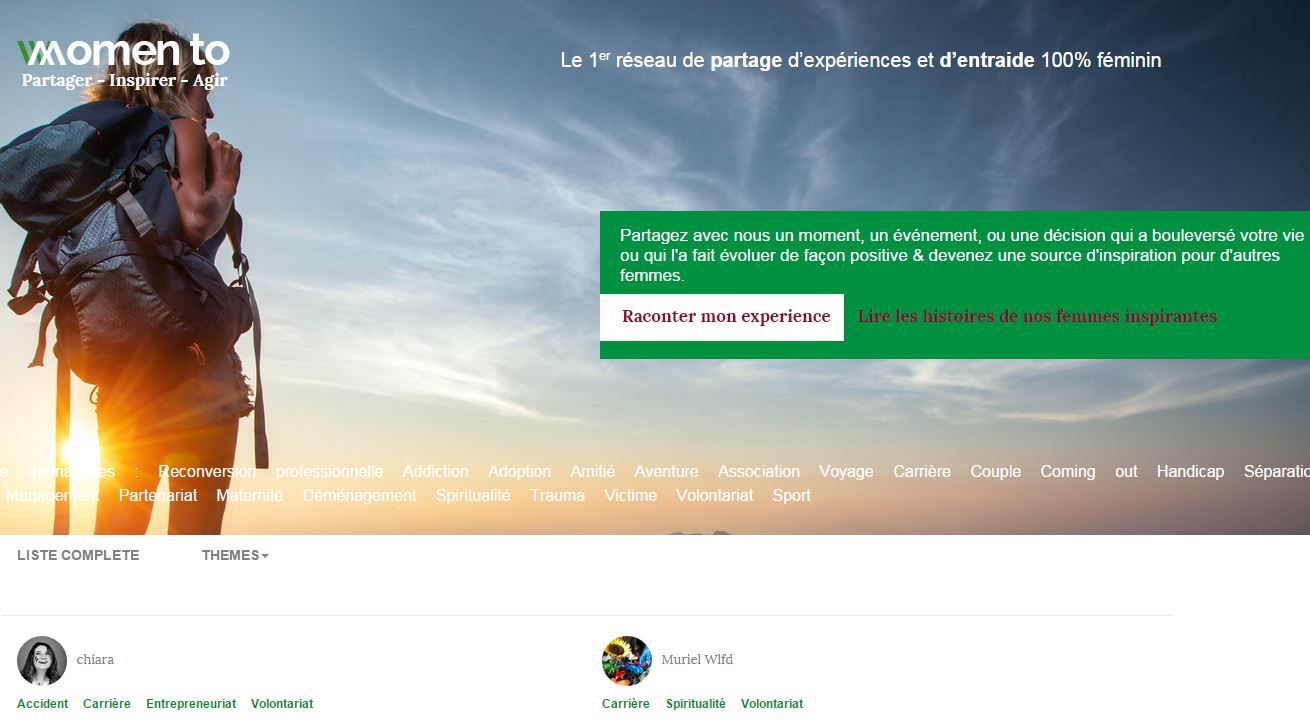 Women to
Partager - Inspirer - Agir
Le 1er réseau de partage d’expériences et d’entraide 100% féminin
Partagez avec nous un moment, un événement, ou une décision qui a bouleversé votre vie
ou qui l'a fait évoluer de façon positive & devenez une source d'inspiration pour d'autres
femmes.
Raconter mon experience Lire les histoires de nos femmes inspirantes
: Reconversion professionnelle Addiction Adoption Amitié Aventure Association Voyage Carrière Couple Coming out Handicap Séparatio
Management Partenariat Maternité Déménagement Spiritualité Trauma Victime Volontariat Sport
LISTE COMPLETE THEMES
chiara
Muriel Wlfd
Accident Carrière Entrepreneuriat Volontariat
Carrière Spiritualité Volontariat